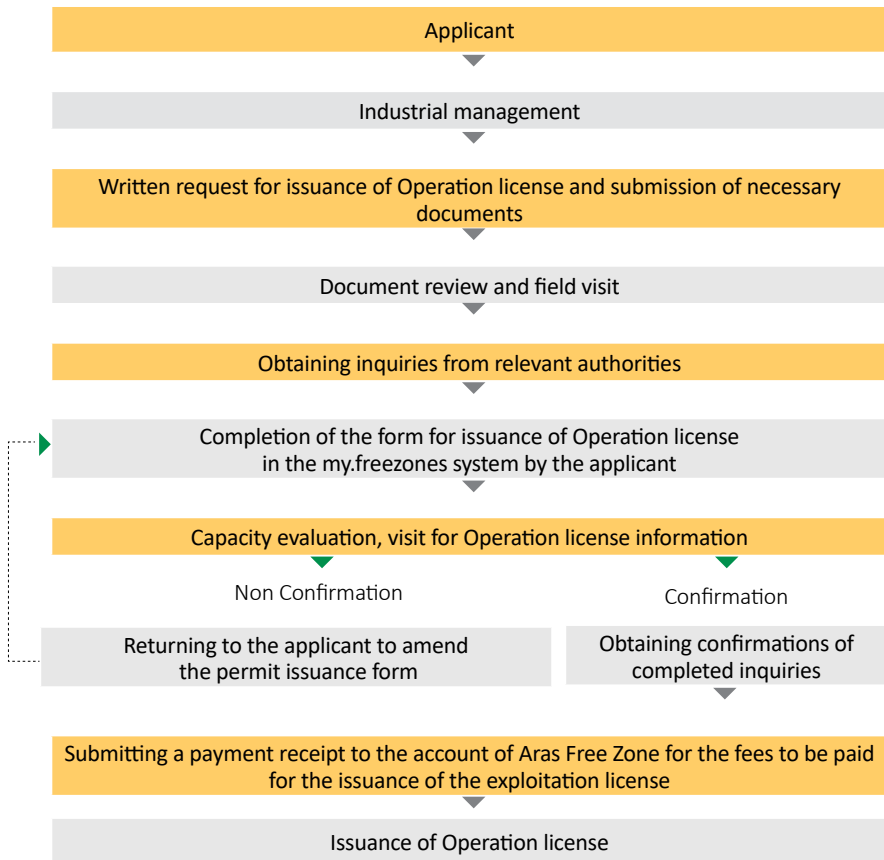 Applicant
Industrial management
Written request for issuance of Operation license and submission of necessary
documents
Document review and field visit
Obtaining inquiries from relevant authorities
Completion of the form for issuance of Operation license
in the my.freezones system by the applicant
Capacity evaluation, visit for Operation license information
Non Confirmation
Confirmation
Returning to the applicant to amend
the permit issuance form
Obtaining confirmations of
completed inquiries
Submitting a payment receipt to the account of Aras Free Zone for the fees to be paid
for the issuance of the exploitation license
Issuance of Operation license